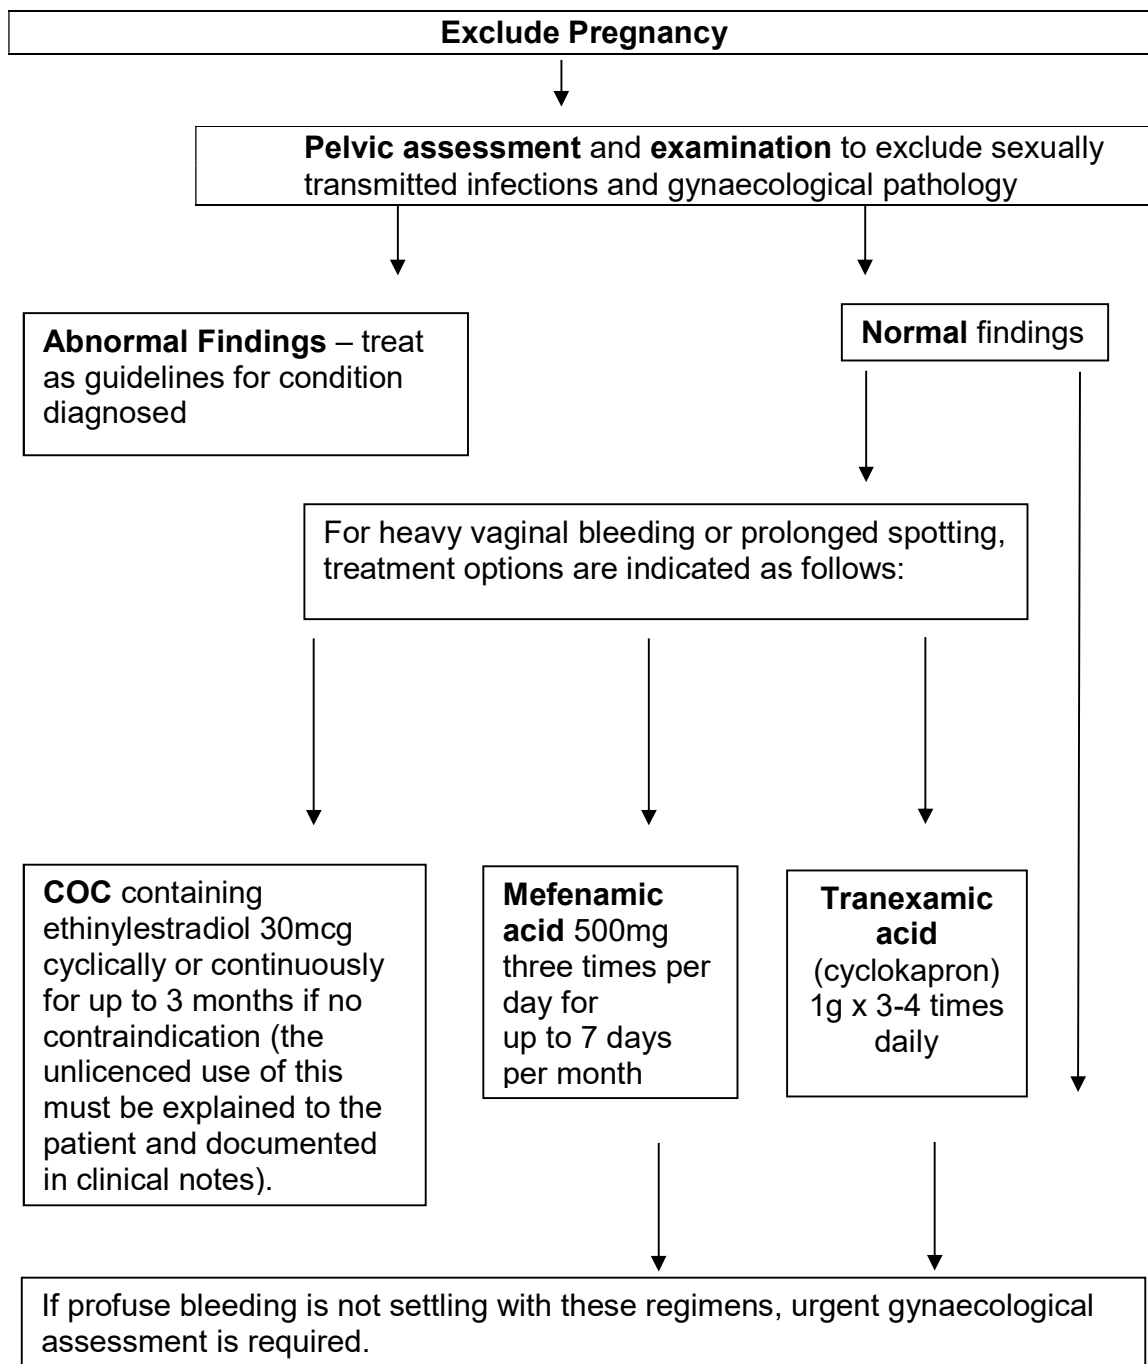 Exclude Pregnancy
Pelvic assessment and examination to exclude sexually
transmitted infections and gynaecological pathology
Abnormal Findings – treat
as guidelines for condition
diagnosed
Normal findings
For heavy vaginal bleeding or prolonged spotting,
treatment options are indicated as follows:
COC containing
ethinylestradiol 30mcg
cyclically or continuously
for up to 3 months if no
contraindication (the
unlicenced use of this
must be explained to the
patient and documented
in clinical notes).
Mefenamic
acid 500mg
three times per
day for
up to 7 days
per month
Tranexamic
acid
(cyclokapron)
1g x 3-4 times
daily
If profuse bleeding is not settling with these regimens, urgent gynaecological
assessment is required.